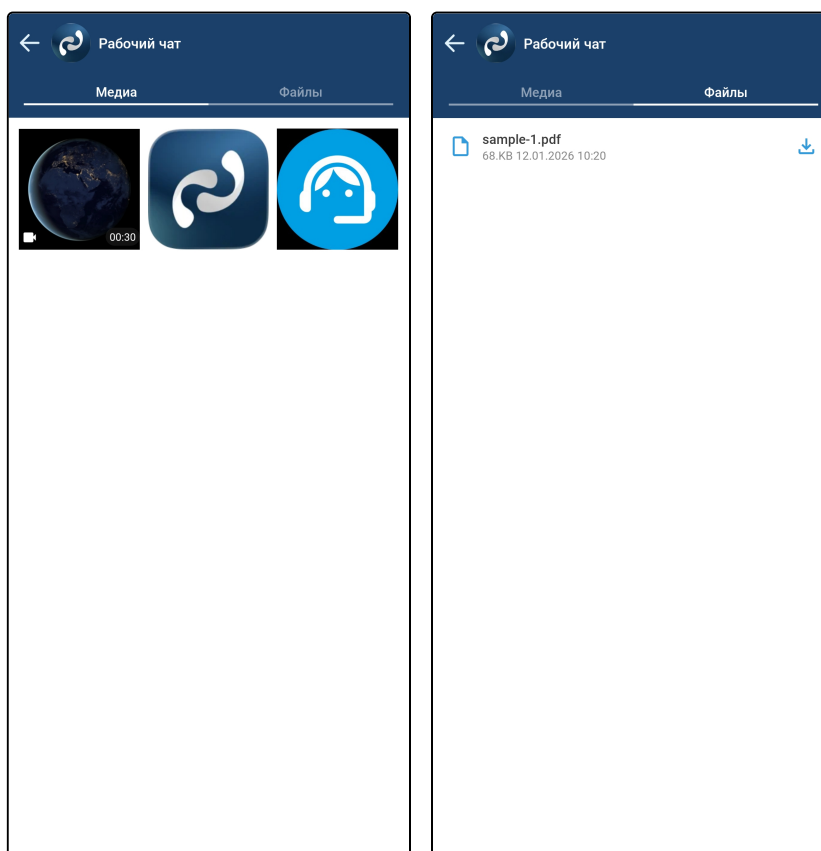 Рабочий чат
Медиа
Файлы
00:30
Рабочий чат
Медиа
Файлы
sample-1.pdf
68.KB 12.01.2026 10:20